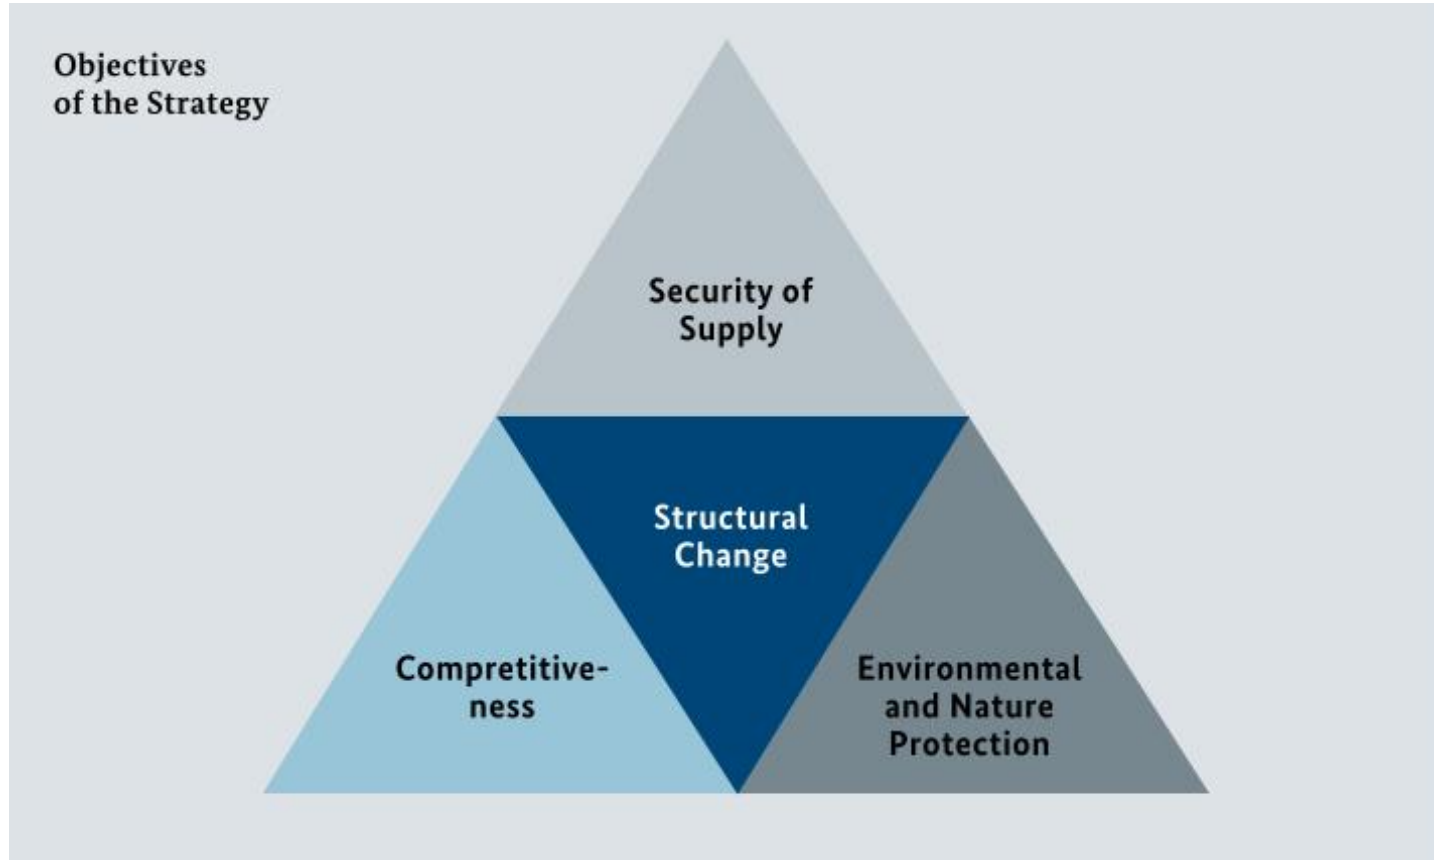 Objectives
of the Strategy
Security of
Supply
Structural
Change
Compretitive-
ness
Environmental
and Nature
Protection